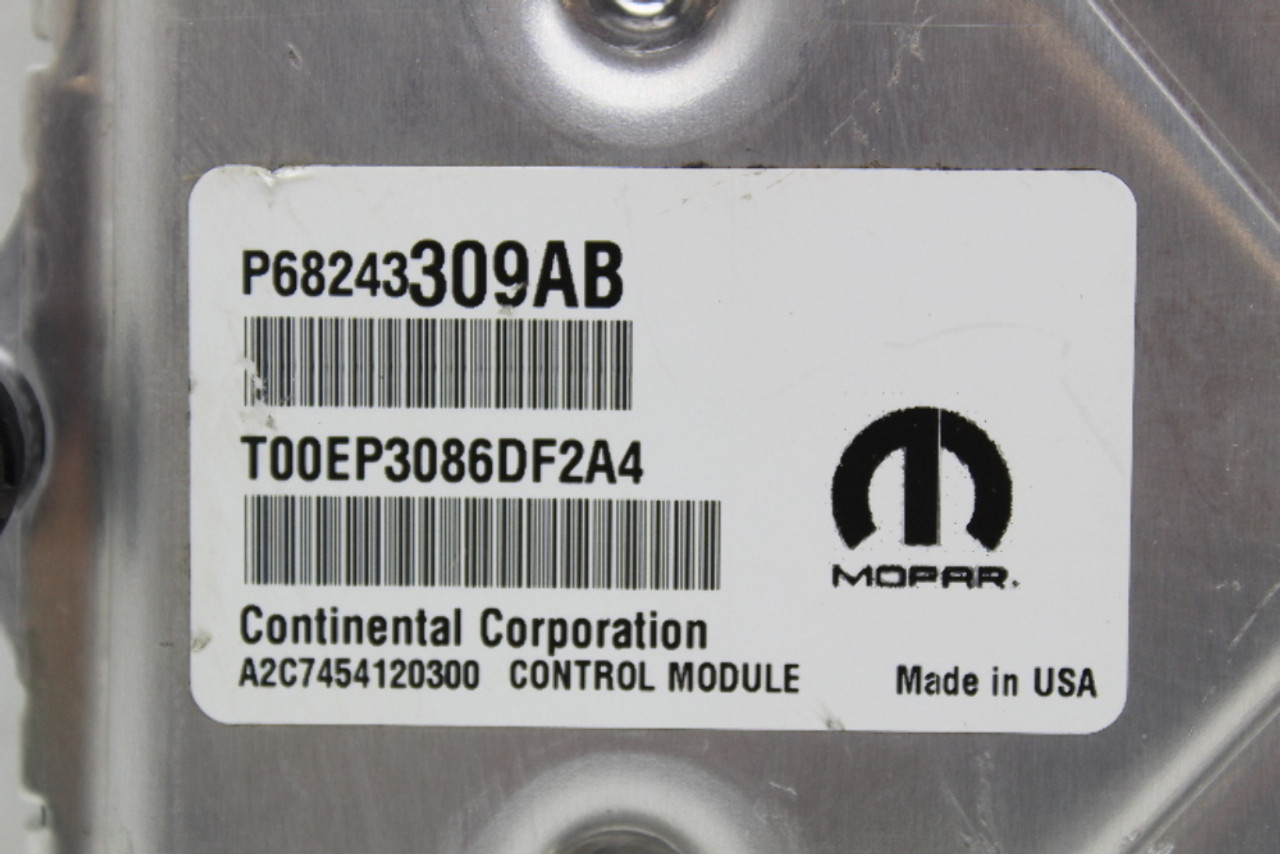 P68243309AB
T00EP3086DF2A4
MOPAR.
Continental Corporation
A2C7454120300 CONTROL MODULE Made in USA